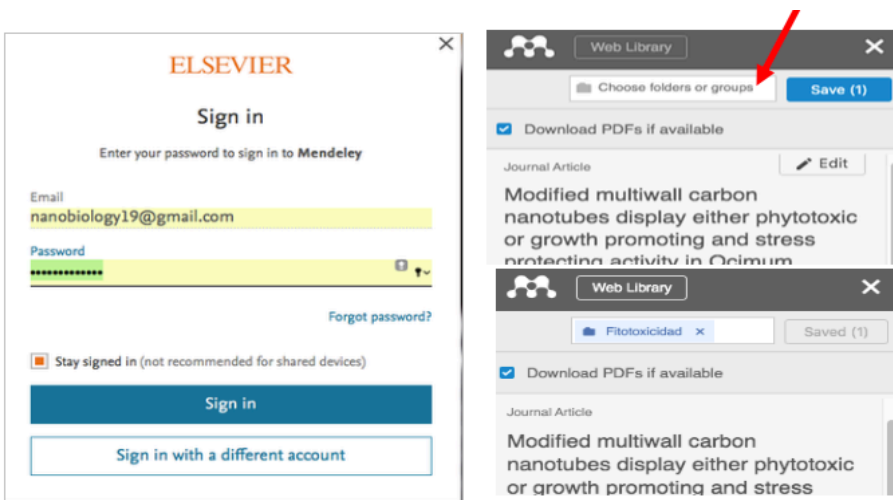 ELSEVIER
Sign in
Enter your password to sign in to Mendeley
Email
nanobiology19@gmail.com
Password
•••••••••••••
Forgot password?
Stay signed in (not recommended for shared devices)
Sign in
Sign in with a different account
Web Library
Choose folders or groups
Save (1)
Download PDFs if available
Journal Article
Edit
Modified multiwall carbon
nanotubes display either phytotoxic
or growth promoting and stress
protecting activity in Ocimum
Web Library
Fitotoxicidad ×
Saved (1)
Download PDFs if available
Journal Article
Modified multiwall carbon
nanotubes display either phytotoxic
or growth promoting and stress